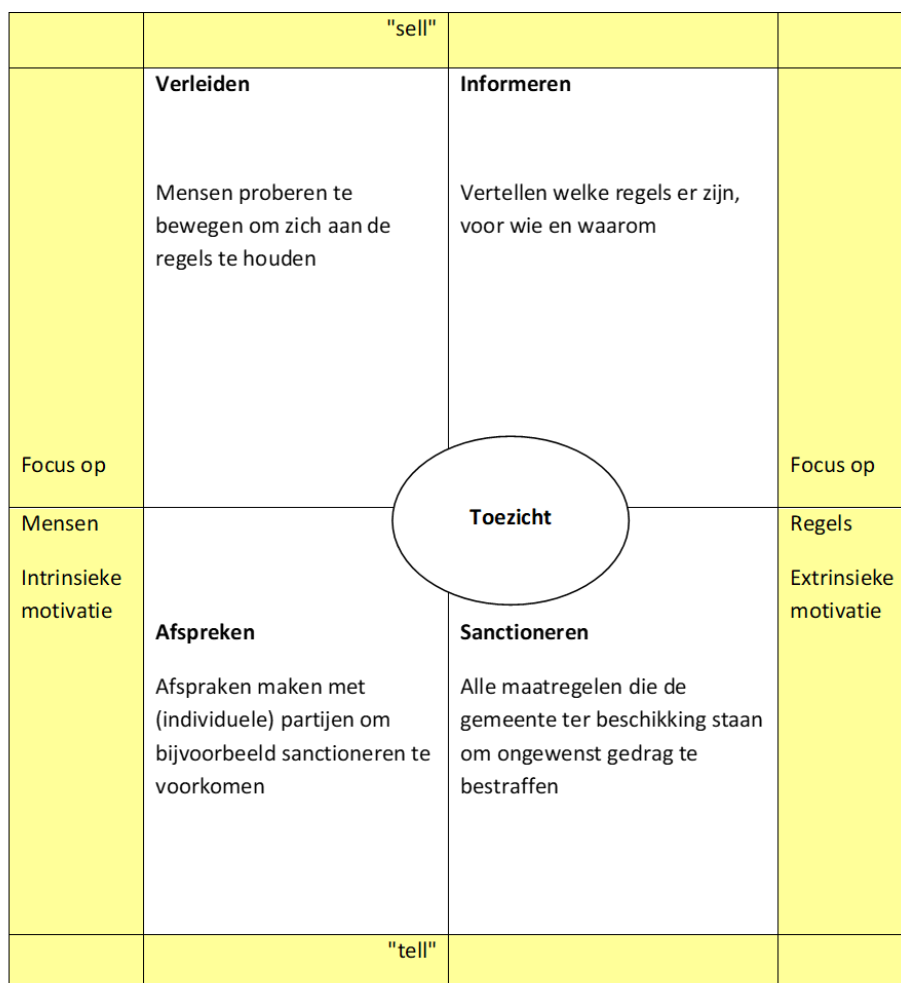 "sell"
Verleiden
Mensen proberen te
bewegen om zich aan de
regels te houden
Informeren
Vertellen welke regels er zijn,
voor wie en waarom
Focus op
Mensen
Intrinsieke
motivatie
Focus op
Regels
Extrinsieke
motivatie
Toezicht
Afspreken
Afspraken maken met
(individuele) partijen om
bijvoorbeeld sanctioneren te
voorkomen
Sanctioneren
Alle maatregelen die de
gemeente ter beschikking staan
om ongewenst gedrag te
bestraffen
"tell"